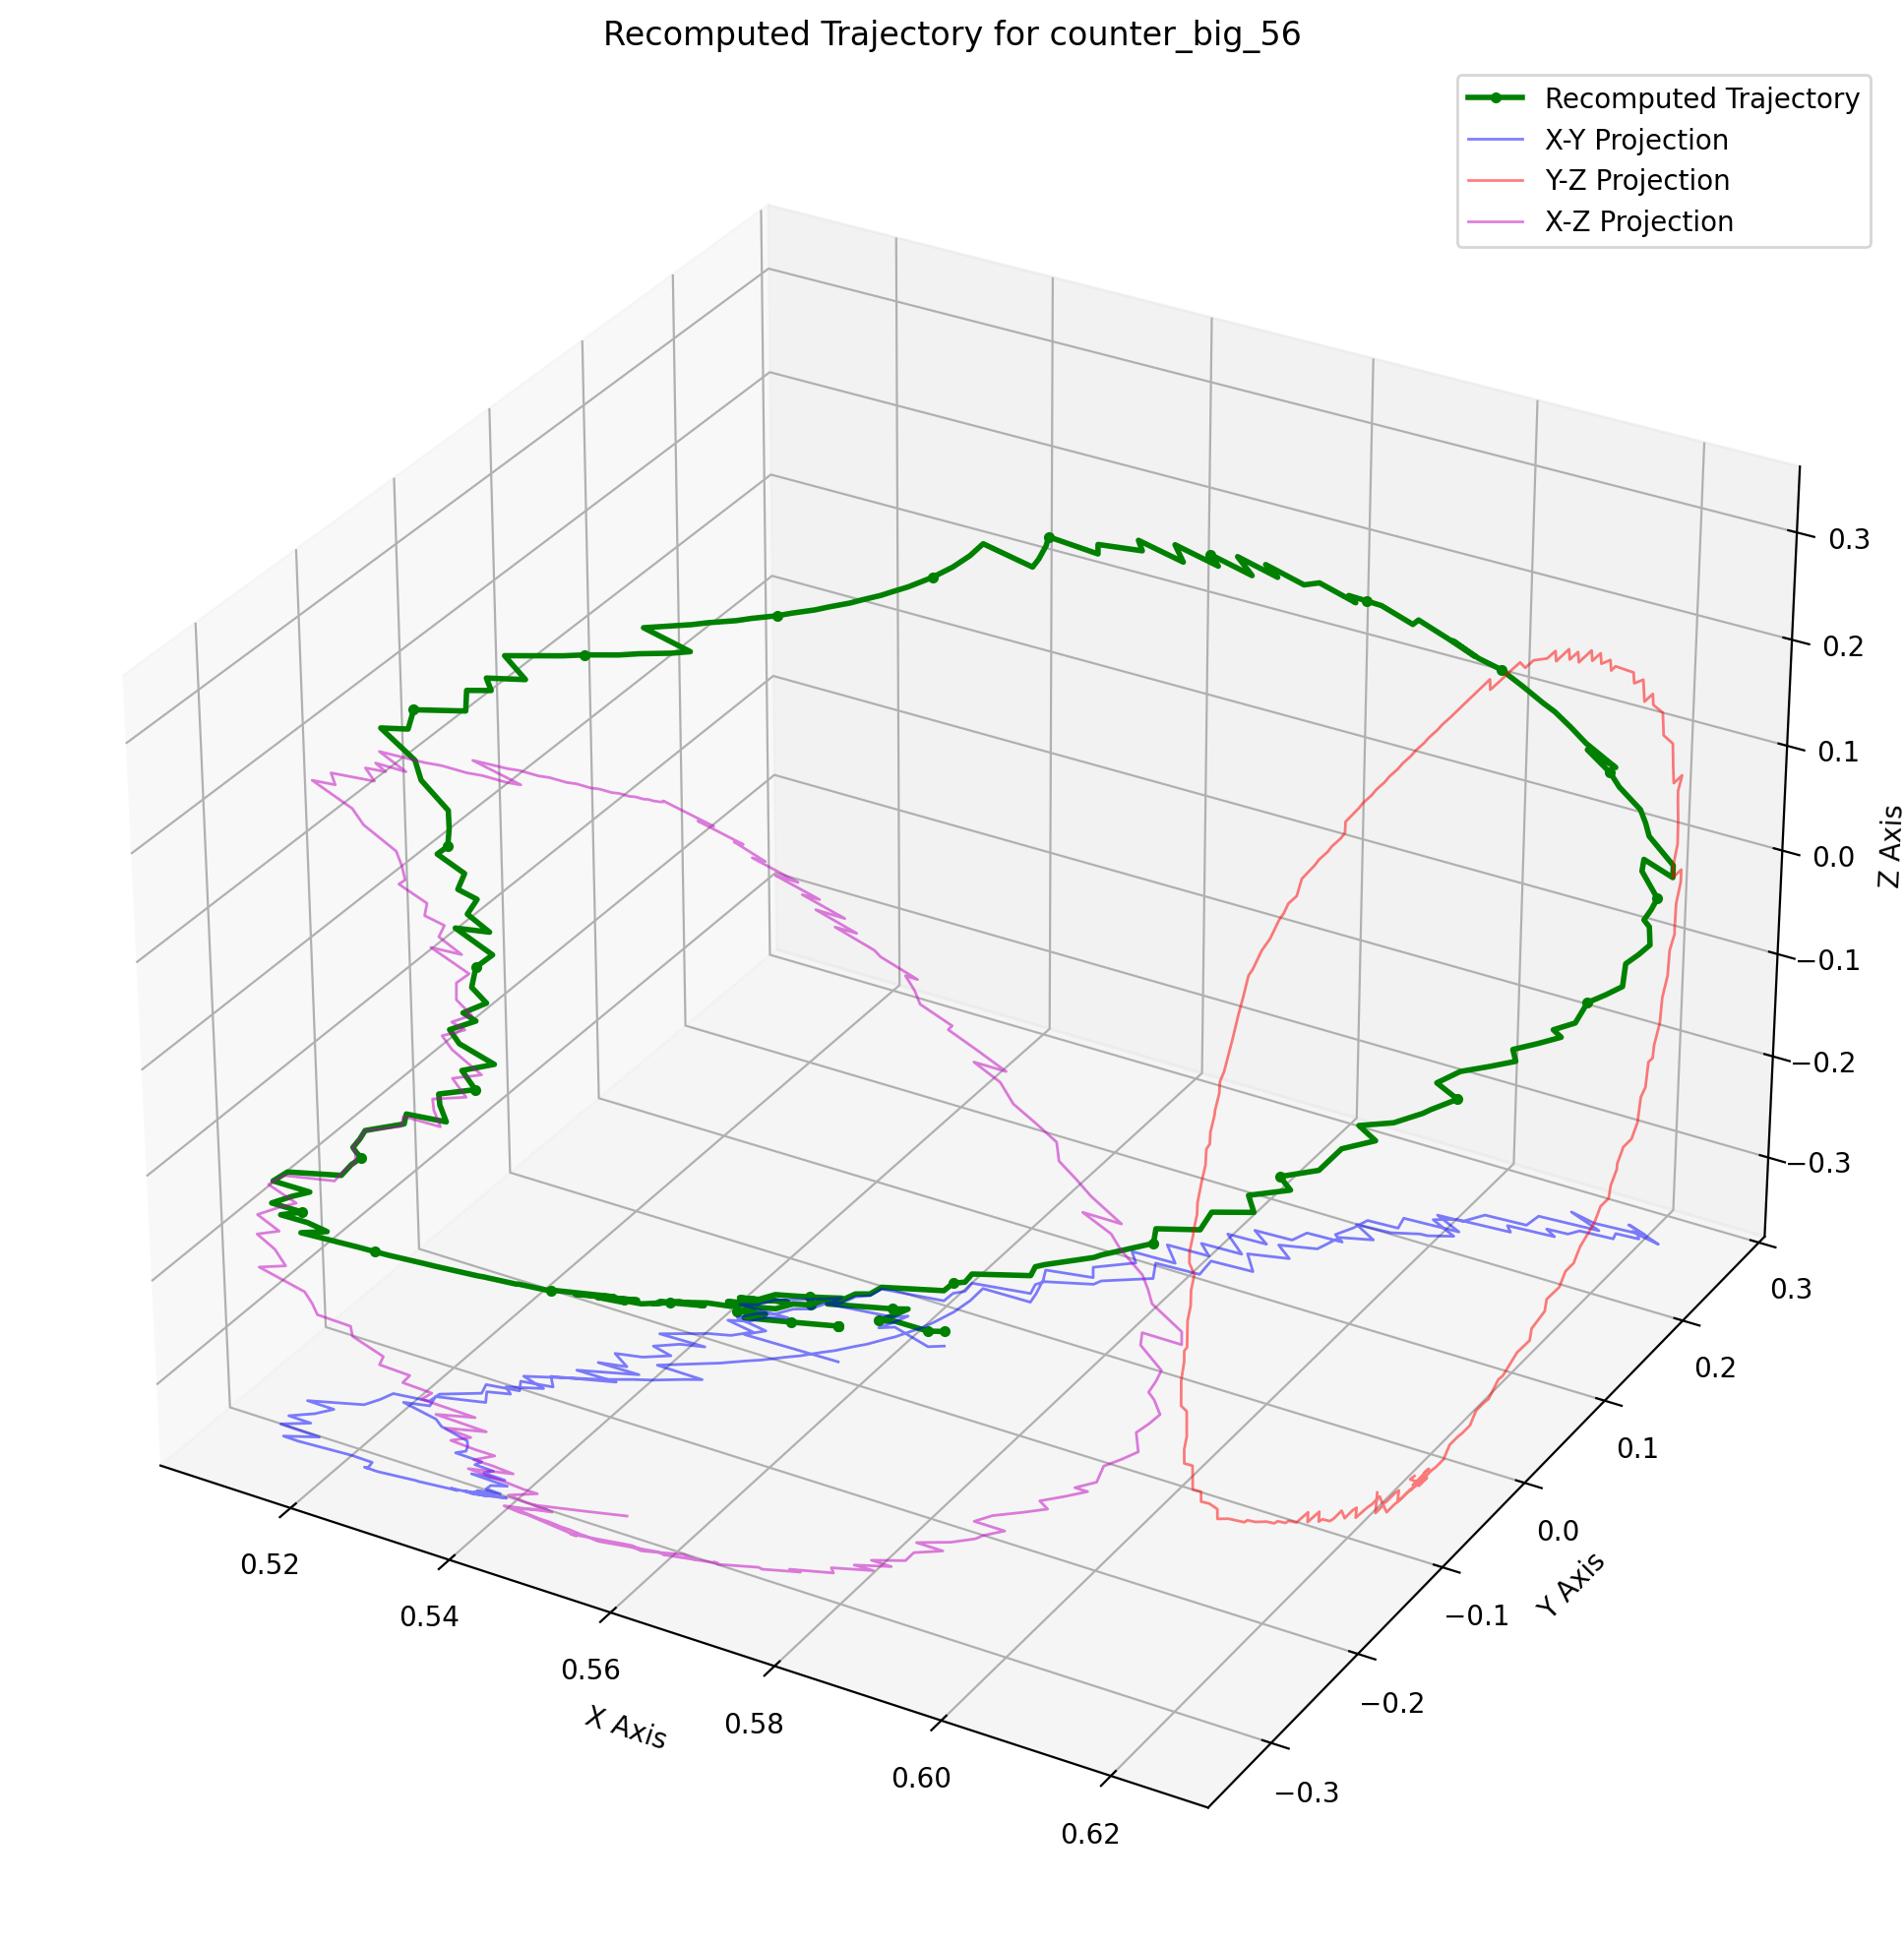 Recomputed Trajectory for counter_big_56
Recomputed Trajectory
X-Y Projection
Y-Z Projection
X-Z Projection
0.3
0.2
0.1
0.0
−0.1
−0.2
−0.3
Z Axis
0.3
0.2
0.1
0.0
−0.1
−0.2
−0.3
Y Axis
0.52
0.54
0.56
0.58
0.60
0.62
X Axis